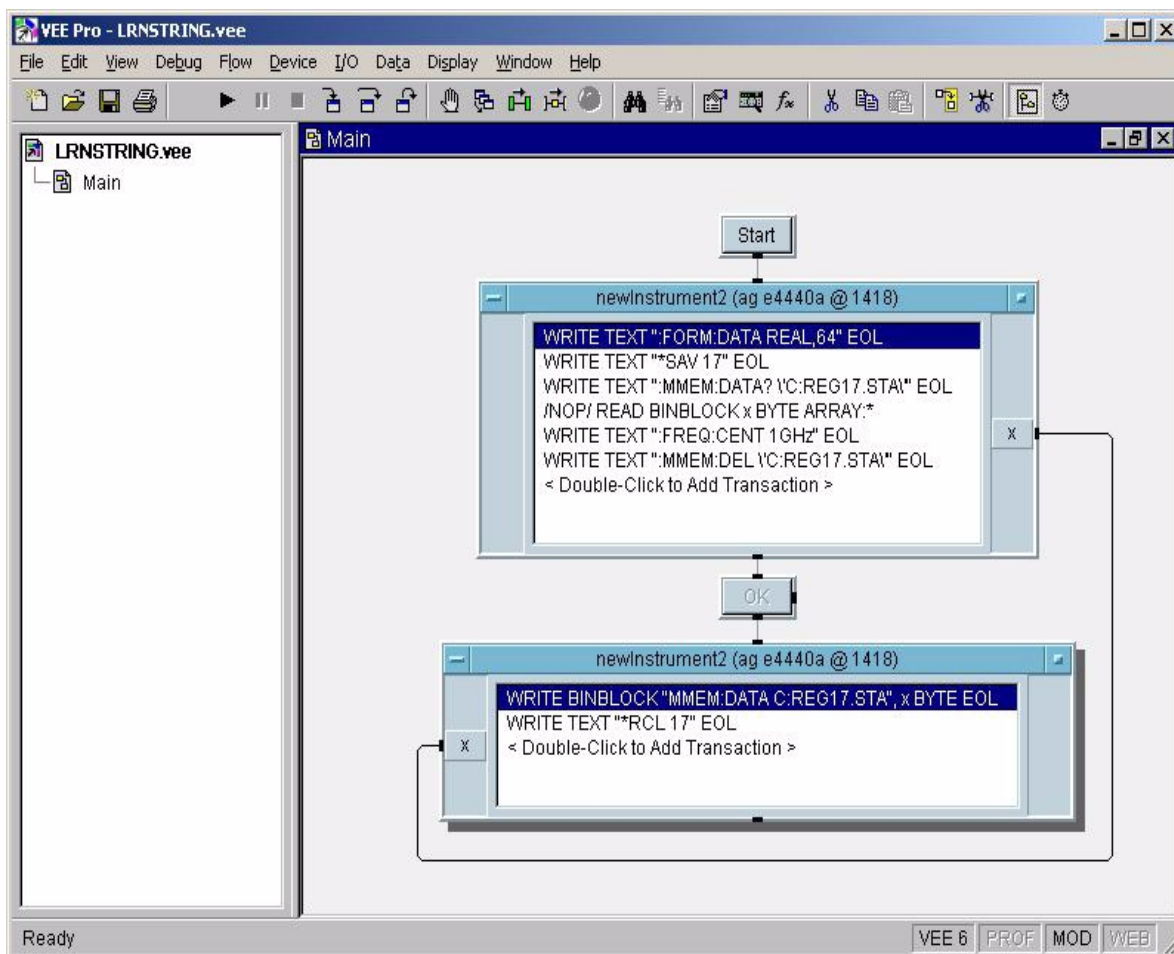 VEE Pro - LRNSTRING.vee
File Edit View Debug Flow Device I/O Data Display Window Help
LRNSTRING.vee
Main
Main
Start
newInstrument2 (ag e4440a @ 1418)
WRITE TEXT ":FORM:DATA REAL,64" EOL
WRITE TEXT "*SAV 17" EOL
WRITE TEXT ":MMEM:DATA? \'C:REG17.STA\'" EOL
/NOP/ READ BINBLOCK x BYTE ARRAY:*
WRITE TEXT ":FREQ:CENT 1GHz" EOL
WRITE TEXT ":MMEM:DEL \'C:REG17.STA\'" EOL
< Double-Click to Add Transaction >
X
OK
newInstrument2 (ag e4440a @ 1418)
WRITE BINBLOCK "MMEM:DATA C:REG17.STA", x BYTE EOL
WRITE TEXT "*RCL 17" EOL
< Double-Click to Add Transaction >
X
Ready
VEE 6 PROF MOD WEB